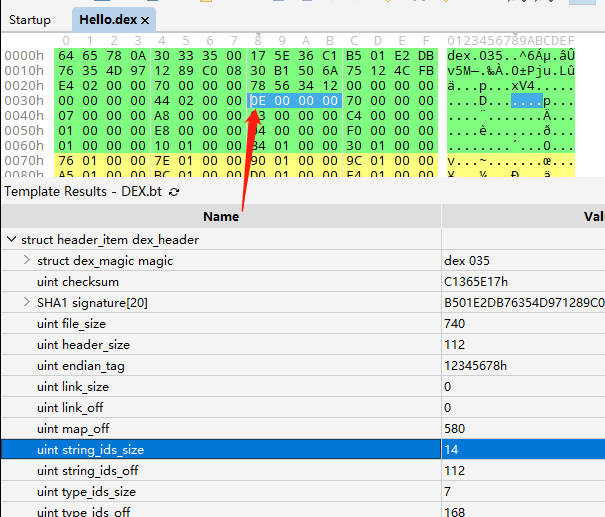 Startup Hello.dex ×
0 1 2 3 4 5 6 7 8 9 A B C D E F 0123456789ABCDEF
0000h 64 65 78 0A 30 33 35 00 17 5E 36 C1 B5 01 E2 DB dex.035..^6Áµ.âÛ
0010h 76 35 4D 97 12 89 C0 08 30 B1 50 6A 75 12 4C FB v5M—.‰À.0±Pju.Lû
0020h E4 02 00 00 70 00 00 00 78 56 34 12 00 00 00 00 ä...p...xV4.....
0030h 00 00 00 00 44 02 00 00 0E 00 00 00 70 00 00 00 ....D.......p...
0040h 07 00 00 00 A8 00 00 00 00 00 00 C4 00 00 00
0050h 01 00 00 00 E8 00 00 00 00 00 00 F0 00 00 00
0060h 01 00 00 00 10 01 00 00 01 00 00 30 01 00 00
0070h 76 01 00 00 7E 01 00 00 01 00 00 9C 01 00 00
Template Results - DEX.bt
Name
struct header_item dex_header
struct dex_magic magic dex 035
uint checksum C1365E17h
SHA1 signature[20] B501E2DB76354D971289C0
uint file_size 740
uint header_size 112
uint endian_tag 12345678h
uint link_size 0
uint link_off 0
uint map_off 580
uint string_ids_size 14
uint string_ids_off 112
uint type_ids_size 7
uint type_ids_off 168